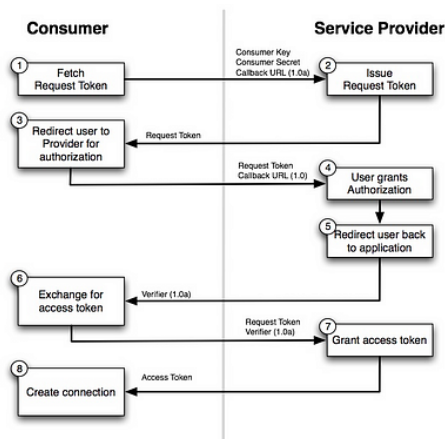 Consumer
Service Provider
1
Fetch
Request Token
Consumer Key
Consumer Secret
Callback URL (1.0a)
2
Issue
Request Token
3
Redirect user to
Provider for
authorization
Request Token
Request Token
Callback URL (1.0)
4
User grants
Authorization
5
Redirect user back
to application
6
Exchange for
access token
Verifier (1.0a)
Request Token
Verifier (1.0a)
7
Grant access token
8
Create connection
Access Token